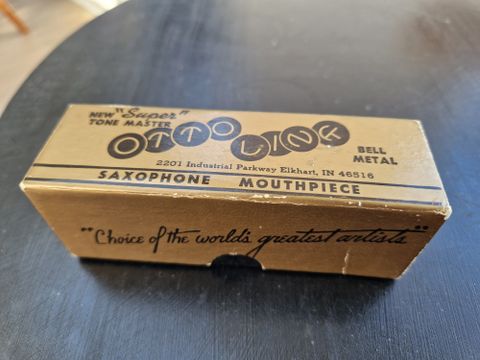 NEW "Super"
TONE MASTER
OTTO LINK
BELL
METAL
2201 Industrial Parkway Elkhart, IN 46516
SAXOPHONE MOUTHPIECE
"Choice of the world's greatest artists"